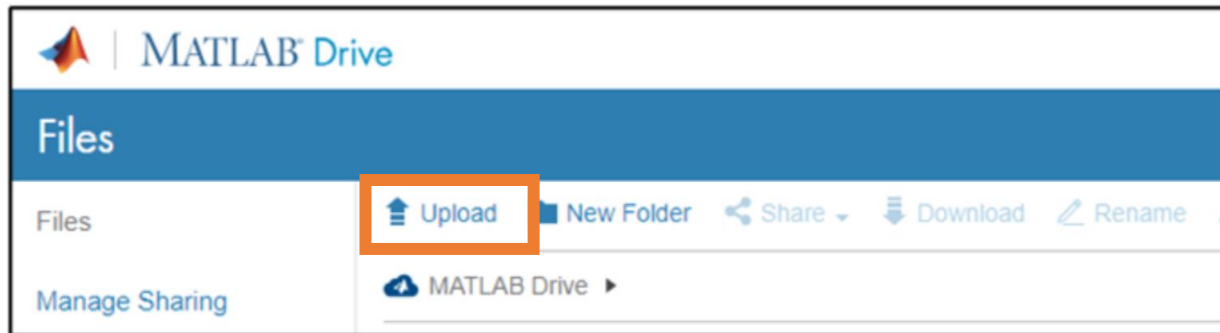 MATLAB® Drive
Files
Files
Upload New Folder Share Download Rename
MATLAB Drive
Manage Sharing